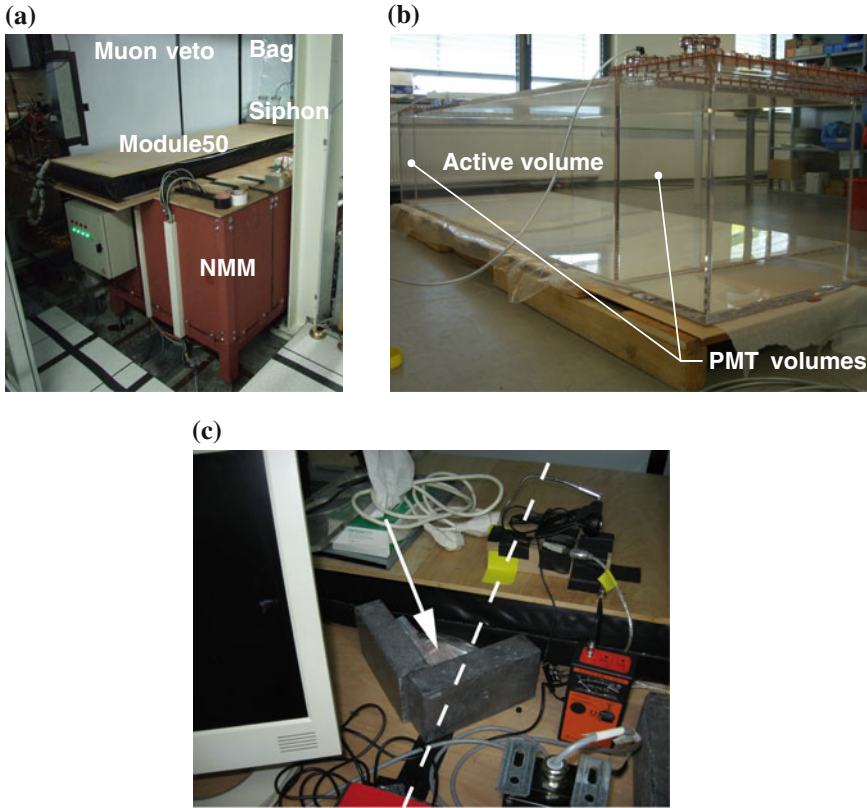 (a)
Muon veto
Bag
Siphon
Module50
NMM
(b)
Active volume
PMT volumes
(c)